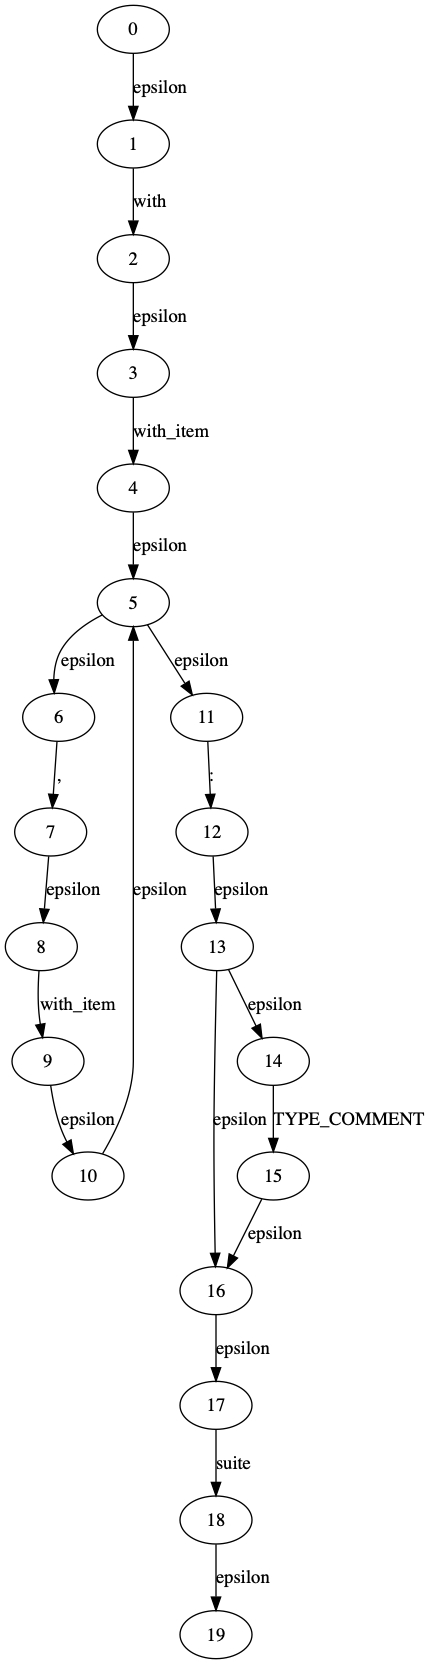 0
epsilon
1
with
2
epsilon
3
with_item
4
epsilon
5
epsilon epsilon
6 11
, :
7 12
epsilon epsilon epsilon
8 13
with_item epsilon
9 14
epsilon epsilon TYPE_COMMENT
10 15
epsilon
16
epsilon
17
suite
18
epsilon
19